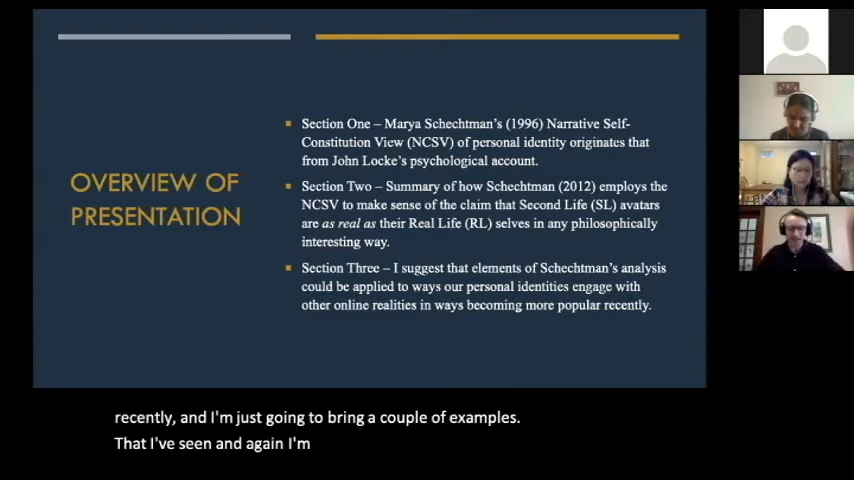 OVERVIEW OF
PRESENTATION
Section One – Marya Schechtman's (1996) Narrative Self-
Constitution View (NCSV) of personal identity originates that
from John Locke's psychological account.
Section Two – Summary of how Schechtman (2012) employs the
NCSV to make sense of the claim that Second Life (SL) avatars
are as real as their Real Life (RL) selves in any philosophically
interesting way.
Section Three – I suggest that elements of Schechtman's analysis
could be applied to ways our personal identities engage with
other online realities in ways becoming more popular recently.
recently, and I'm just going to bring a couple of examples.
That I've seen and again I'm